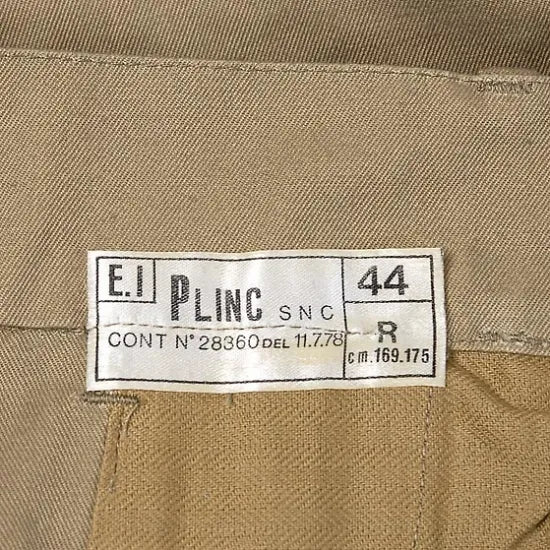 E.I PLINC SNC 44
CONT N° 28360 DEL 11.7.78 R
cm.169.175